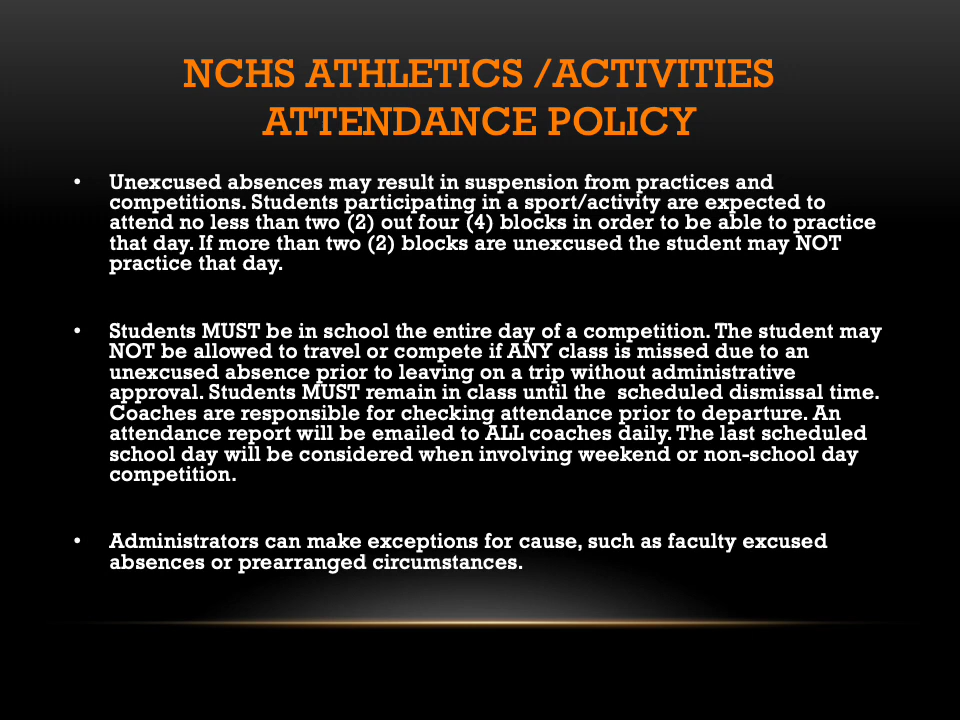 NCHS ATHLETICS /ACTIVITIES
ATTENDANCE POLICY
• Unexcused absences may result in suspension from practices and
competitions. Students participating in a sport/activity are expected to
attend no less than two (2) out four (4) blocks in order to be able to practice
that day. If more than two (2) blocks are unexcused the student may NOT
practice that day.
• Students MUST be in school the entire day of a competition. The student may
NOT be allowed to travel or compete if ANY class is missed due to an
unexcused absence prior to leaving on a trip without administrative
approval. Students MUST remain in class until the  scheduled dismissal time.
Coaches are responsible for checking attendance prior to departure. An
attendance report will be emailed to ALL coaches daily. The last scheduled
school day will be considered when involving weekend or non-school day
competition.
• Administrators can make exceptions for cause, such as faculty excused
absences or prearranged circumstances.